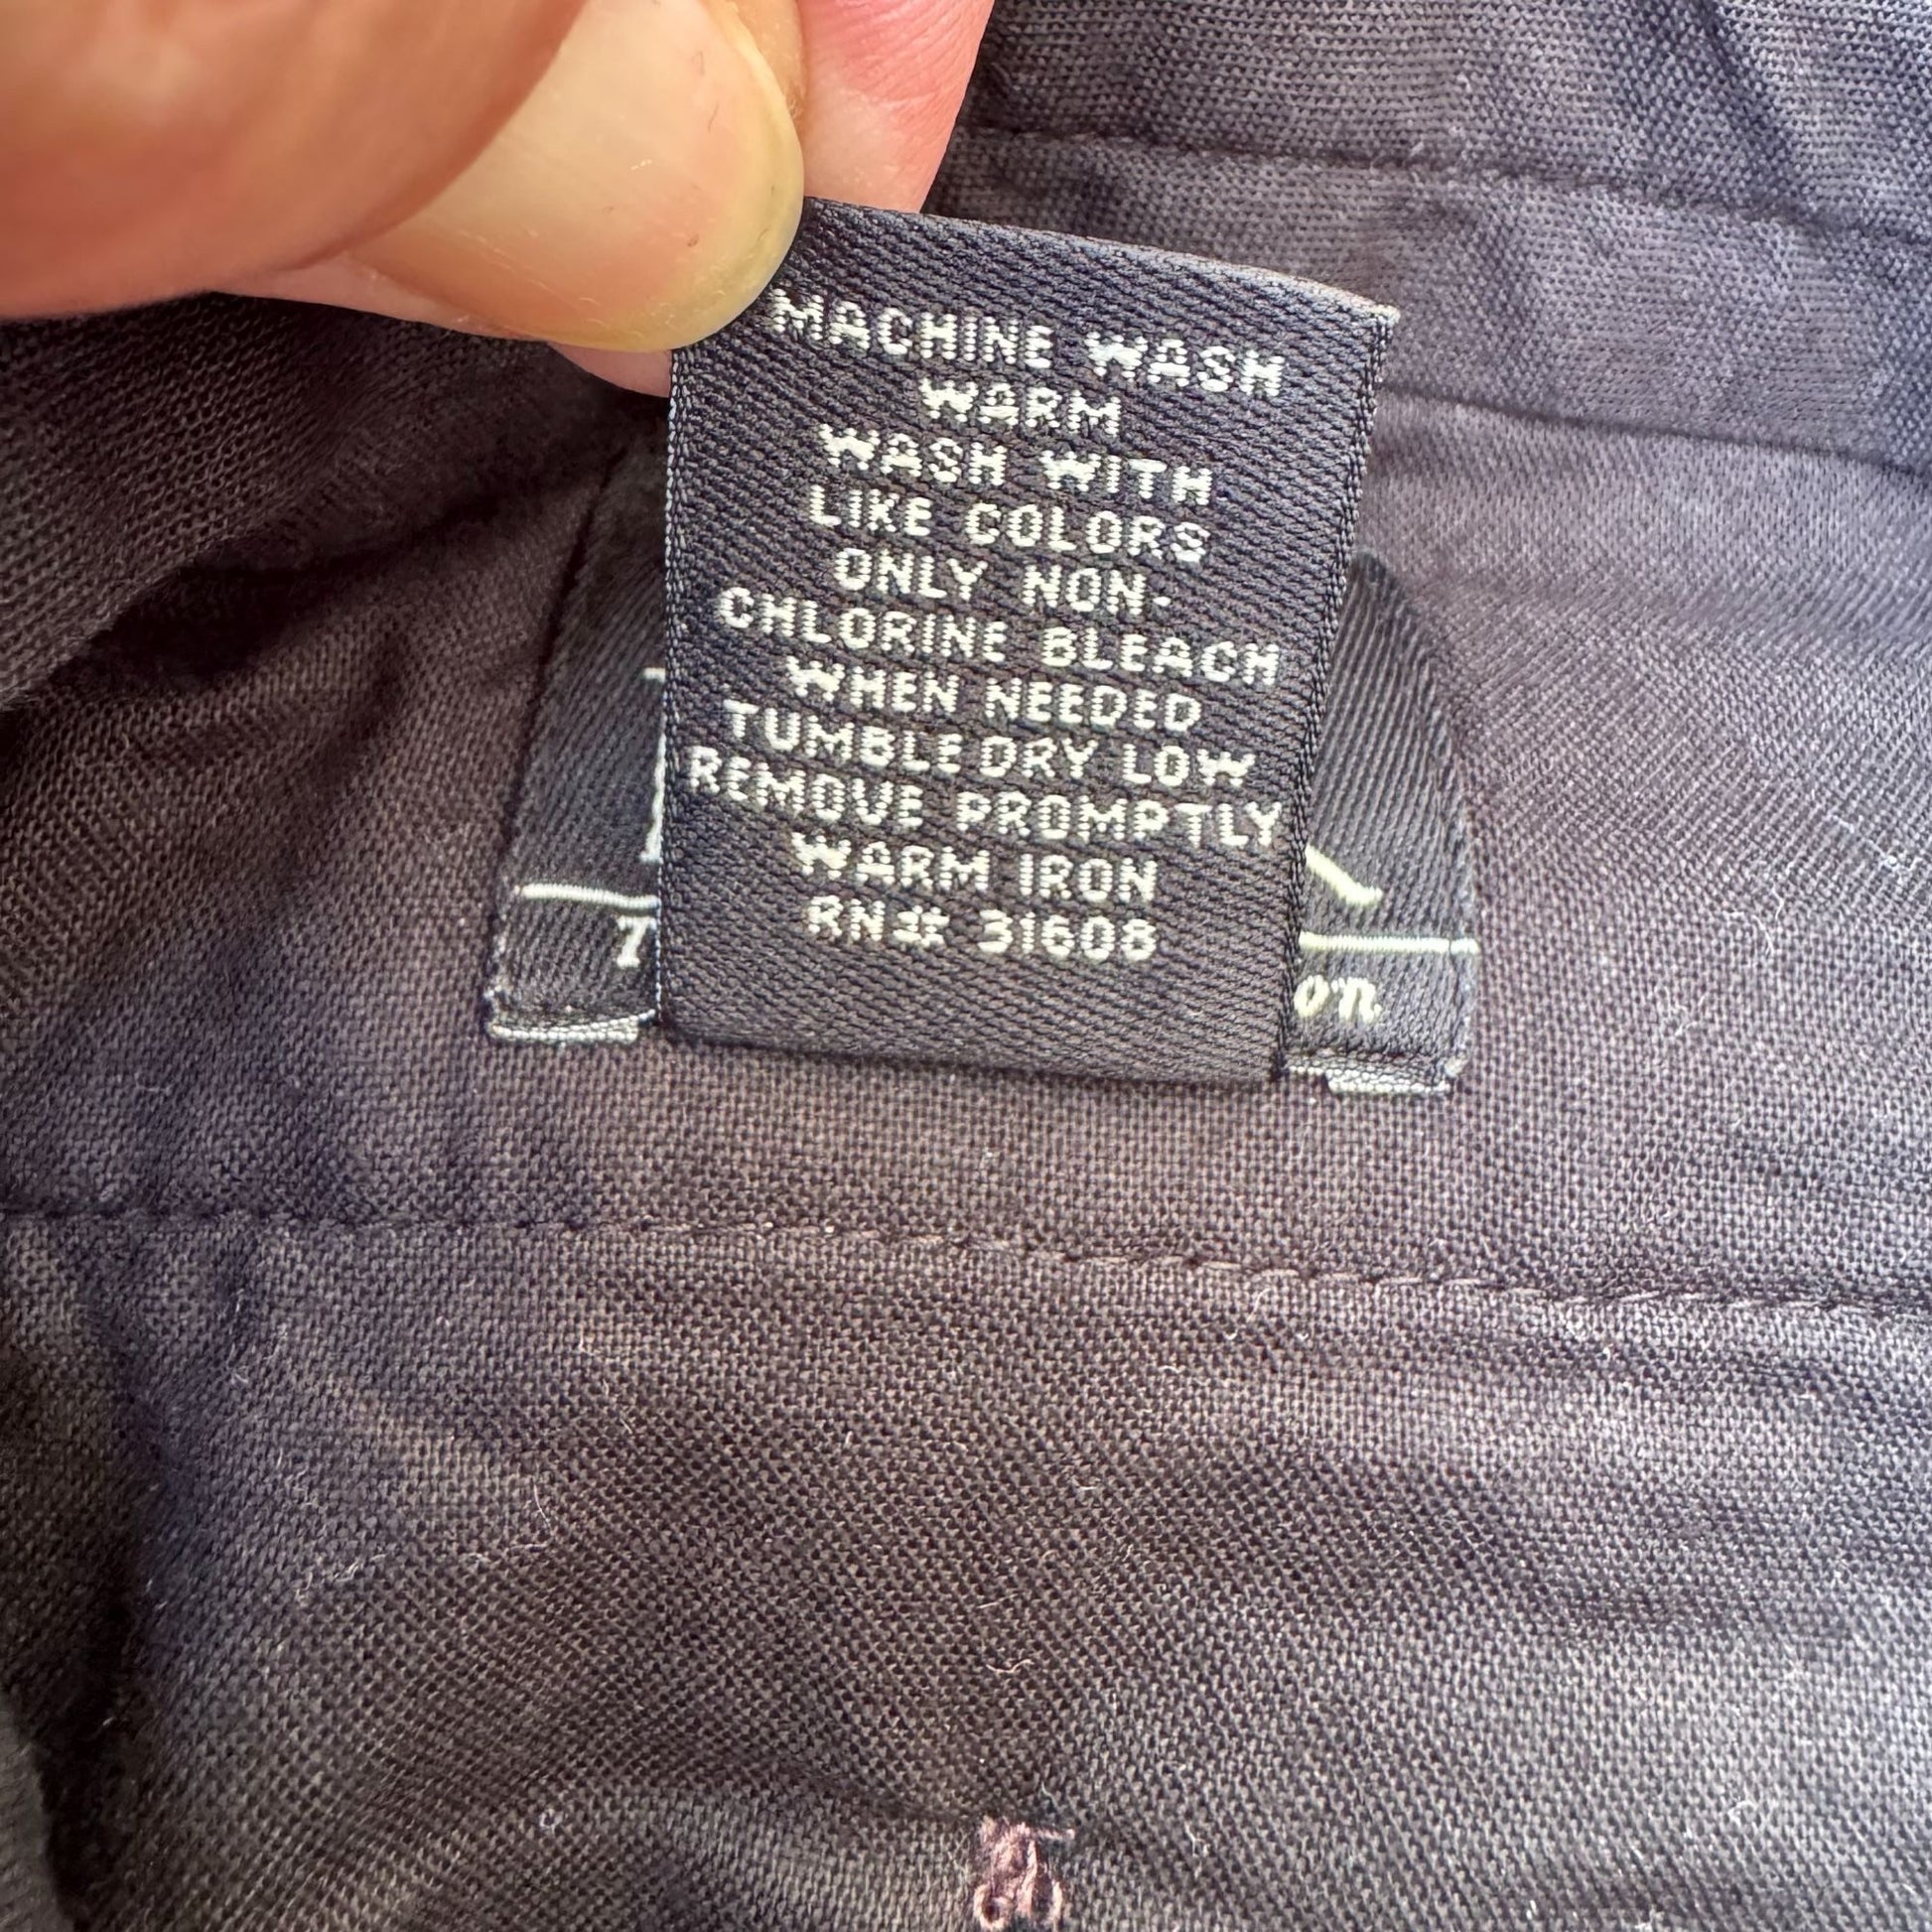 MACHINE WASH
WARM
WASH WITH
LIKE COLORS
ONLY NON-
CHLORINE BLEACH
WHEN NEEDED
TUMBLE DRY LOW
REMOVE PROMPTLY
WARM IRON
RN# 31608